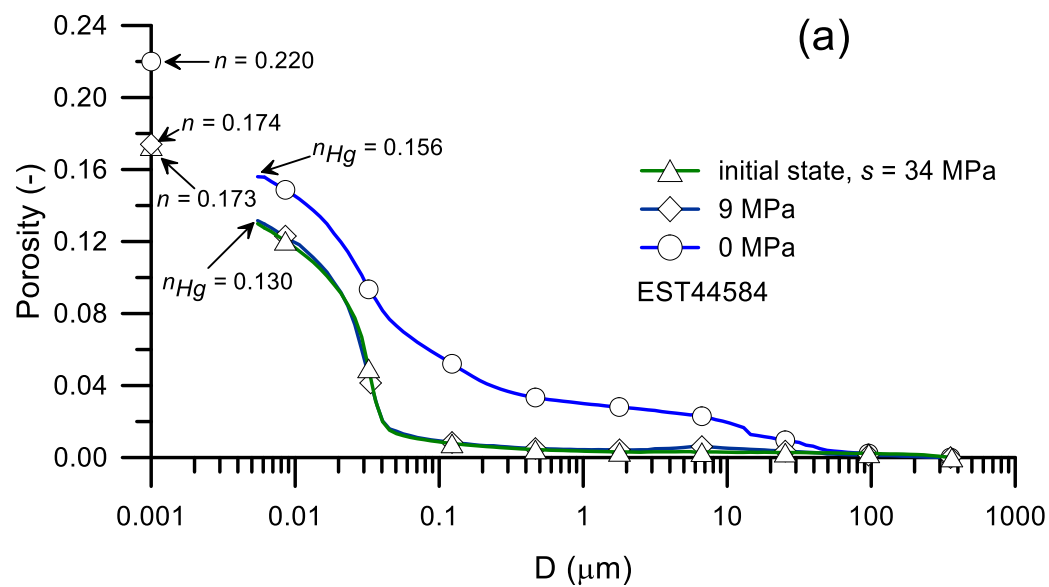 (a)
0.24
0.20
0.16
0.12
0.08
0.04
0.00
Porosity (-)
n = 0.220
n = 0.174
n = 0.173
nHg = 0.156
nHg = 0.130
initial state, s = 34 MPa
9 MPa
0 MPa
EST44584
0.001 0.01 0.1 1 10 100 1000
D (μm)